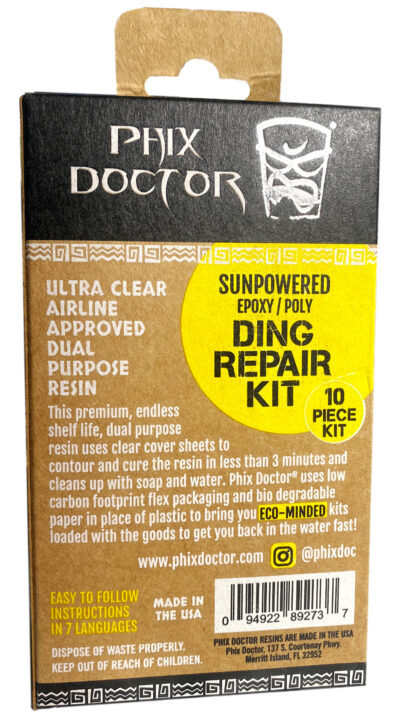 PHIX
DOCTOR
®
ULTRA CLEAR
AIRLINE
APPROVED
DUAL
PURPOSE
RESIN
SUNPOWERED
EPOXY / POLY
DING
REPAIR
KIT
10
PIECE
KIT
This premium, endless
shelf life, dual purpose
resin uses clear cover sheets to
contour and cure the resin in less than 3 minutes and
cleans up with soap and water. Phix Doctor® uses low
carbon footprint flex packaging and bio degradable
paper in place of plastic to bring you ECO-MINDED kits
loaded with the goods to get you back in the water fast!
www.phixdoctor.com @phixdoc
EASY TO FOLLOW
INSTRUCTIONS
IN 7 LANGUAGES
MADE IN
THE USA
0 94922 89273 7
DISPOSE OF WASTE PROPERLY.
KEEP OUT OF REACH OF CHILDREN.
PHIX DOCTOR RESINS ARE MADE IN THE USA
Phix Doctor, 137 S. Courtenay Pkwy.
Merritt Island, FL 32952